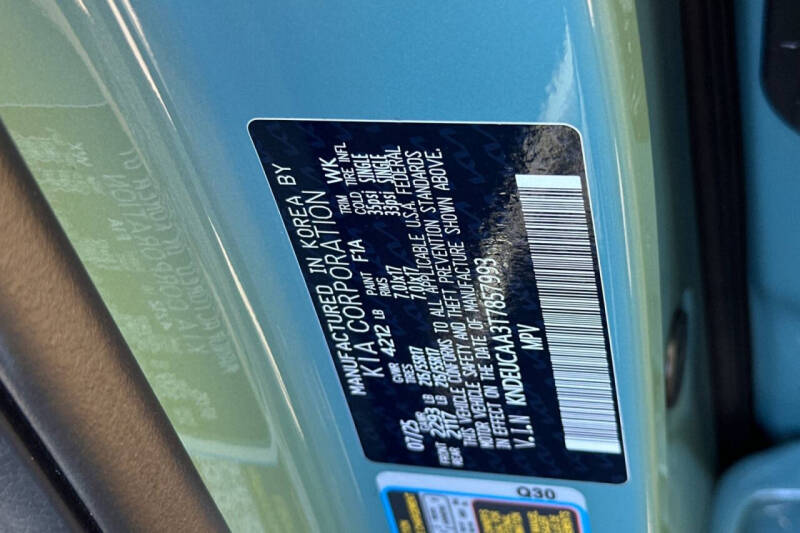 MANUFACTURED IN KOREA BY
KIA CORPORATION
07/25 GVWR 4212 LB PAINT F1A TRIM WK
GAWR TIRES RIMS COLD TIRE INFL
FRONT 2293 LB 215/55R17 7.0Jx17 35psi SINGLE
REAR 2117 LB 215/55R17 7.0Jx17 33psi SINGLE
THIS VEHICLE CONFORMS TO ALL APPLICABLE U.S.A. FEDERAL
MOTOR VEHICLE SAFETY AND THEFT PREVENTION STANDARDS
IN EFFECT ON THE DATE OF MANUFACTURE SHOWN ABOVE.
V.I.N KNDEUCAA3T7857993
MPV
Q30